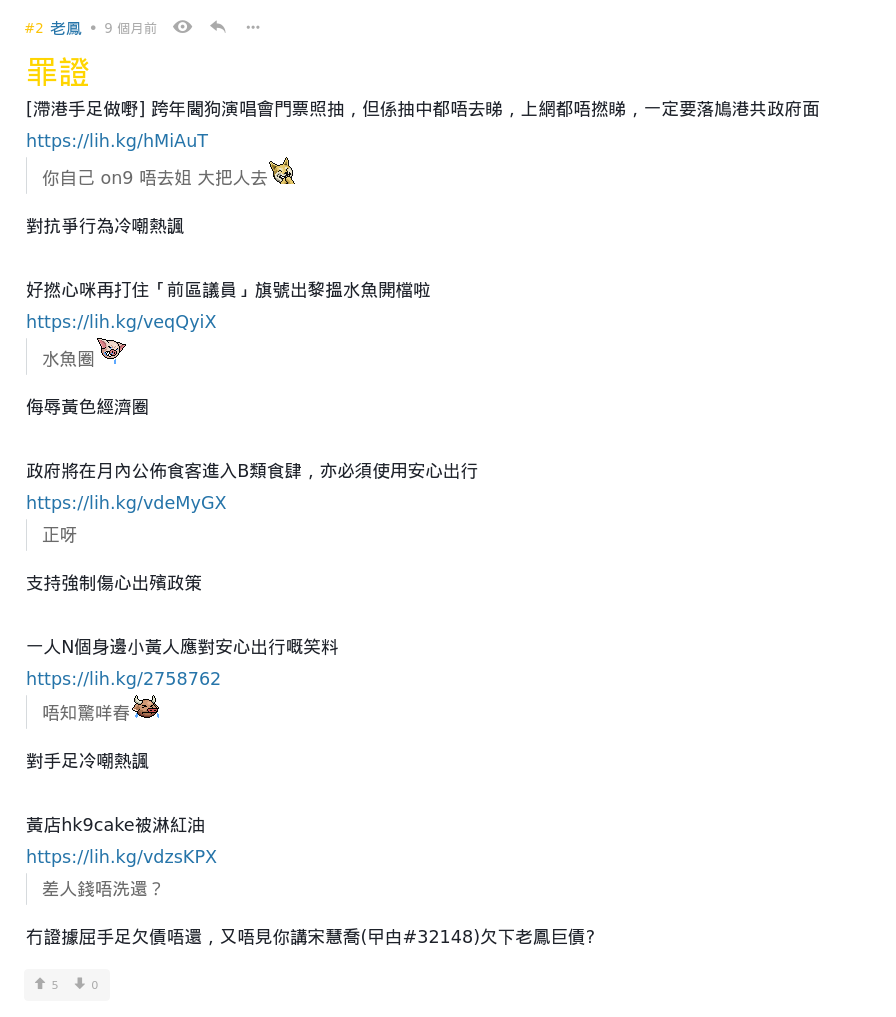 #2 老鳳 • 9 個月前
罪證
[滯港手足做嘢] 跨年閹狗演唱會門票照抽，但係抽中都唔去睇，上網都唔撚睇，一定要落鳩港共政府面
https://lih.kg/hMiAuT
你自己 on9 唔去姐 大把人去
對抗爭行為冷嘲熱諷
好撚心咪再打住「前區議員」旗號出黎搵水魚開檔啦
https://lih.kg/veqQyiX
水魚圈
侮辱黃色經濟圈
政府將在月內公佈食客進入B類食肆，亦必須使用安心出行
https://lih.kg/vdeMyGX
正呀
支持強制傷心出殯政策
一人N個身邊小黃人應對安心出行嘅笑料
https://lih.kg/2758762
唔知驚咩春
對手足冷嘲熱諷
黃店hk9cake被淋紅油
https://lih.kg/vdzsKPX
差人錢唔洗還？
冇證據屈手足欠債唔還，又唔見你講宋慧喬(曱甴#32148)欠下老鳳巨債?
5 0